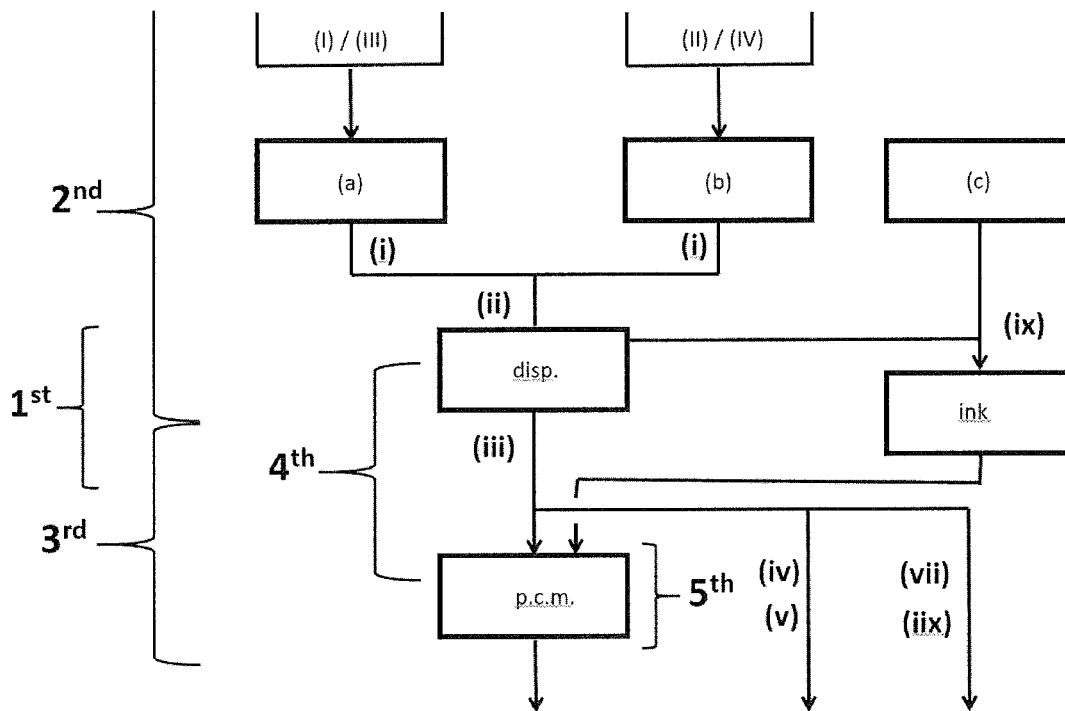 (I) / (III)
(II) / (IV)
(a)
(b)
(c)
2nd
(i)
(i)
(ii)
(ix)
disp.
1st
ink
(iii)
4th
3rd
p.c.m.
5th
(iv)
(vii)
(v)
(iix)